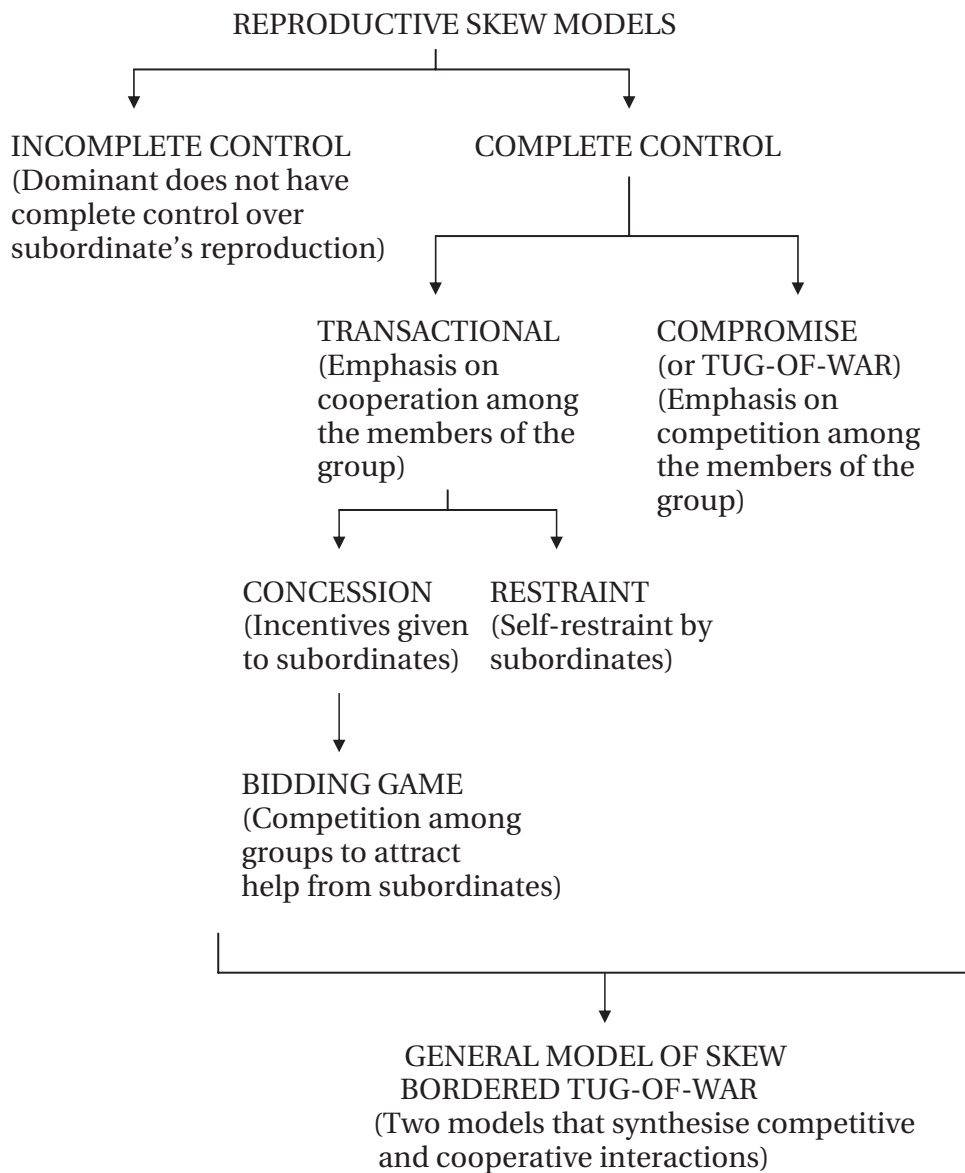 REPRODUCTIVE SKEW MODELS
INCOMPLETE CONTROL
(Dominant does not have
complete control over
subordinate’s reproduction)
COMPLETE CONTROL
TRANSACTIONAL
(Emphasis on
cooperation among
the members of the
group)
COMPROMISE
(or TUG-OF-WAR)
(Emphasis on
competition among
the members of the
group)
CONCESSION
(Incentives given
to subordinates)
RESTRAINT
(Self-restraint by
subordinates)
BIDDING GAME
(Competition among
groups to attract
help from subordinates)
GENERAL MODEL OF SKEW
BORDERED TUG-OF-WAR
(Two models that synthesise competitive
and cooperative interactions)